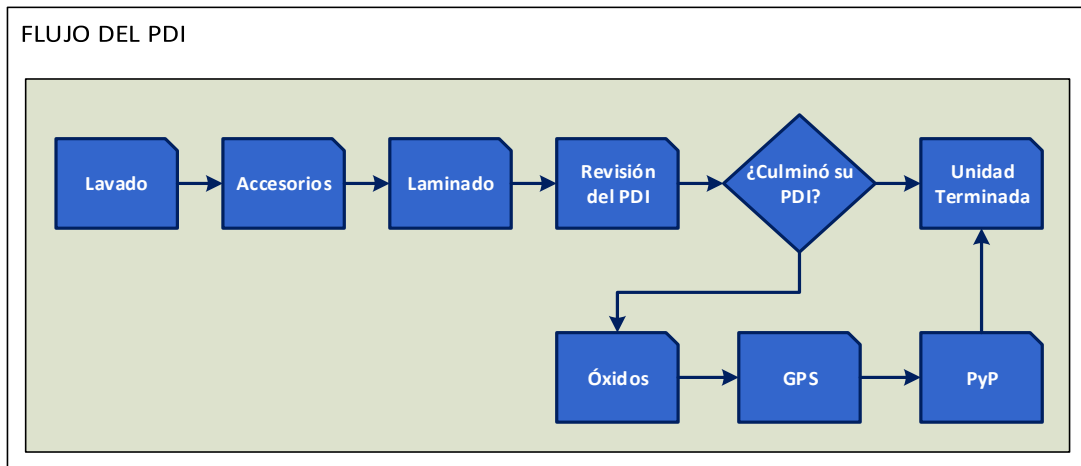 FLUJO DEL PDI
Lavado
Accesorios
Laminado
Revisión
del PDI
¿Culminó su
PDI?
Unidad
Terminada
Óxidos
GPS
PyP